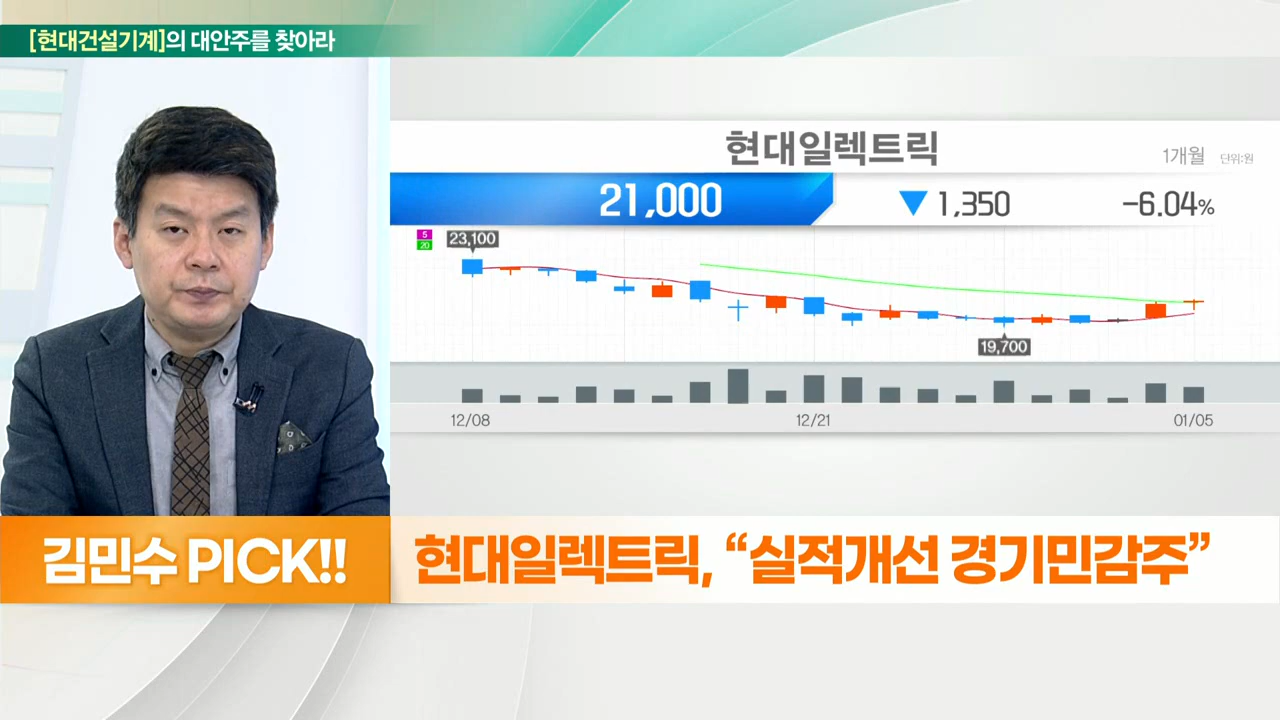 [현대건설기계]의 대안주를 찾아라
현대일렉트릭
1개월 단위:원
21,000 ▼ 1,350 -6.04%
5
20
23,100
19,700
12/08 12/21 01/05
김민수 PICK!!
현대일렉트릭, “실적개선 경기민감주”